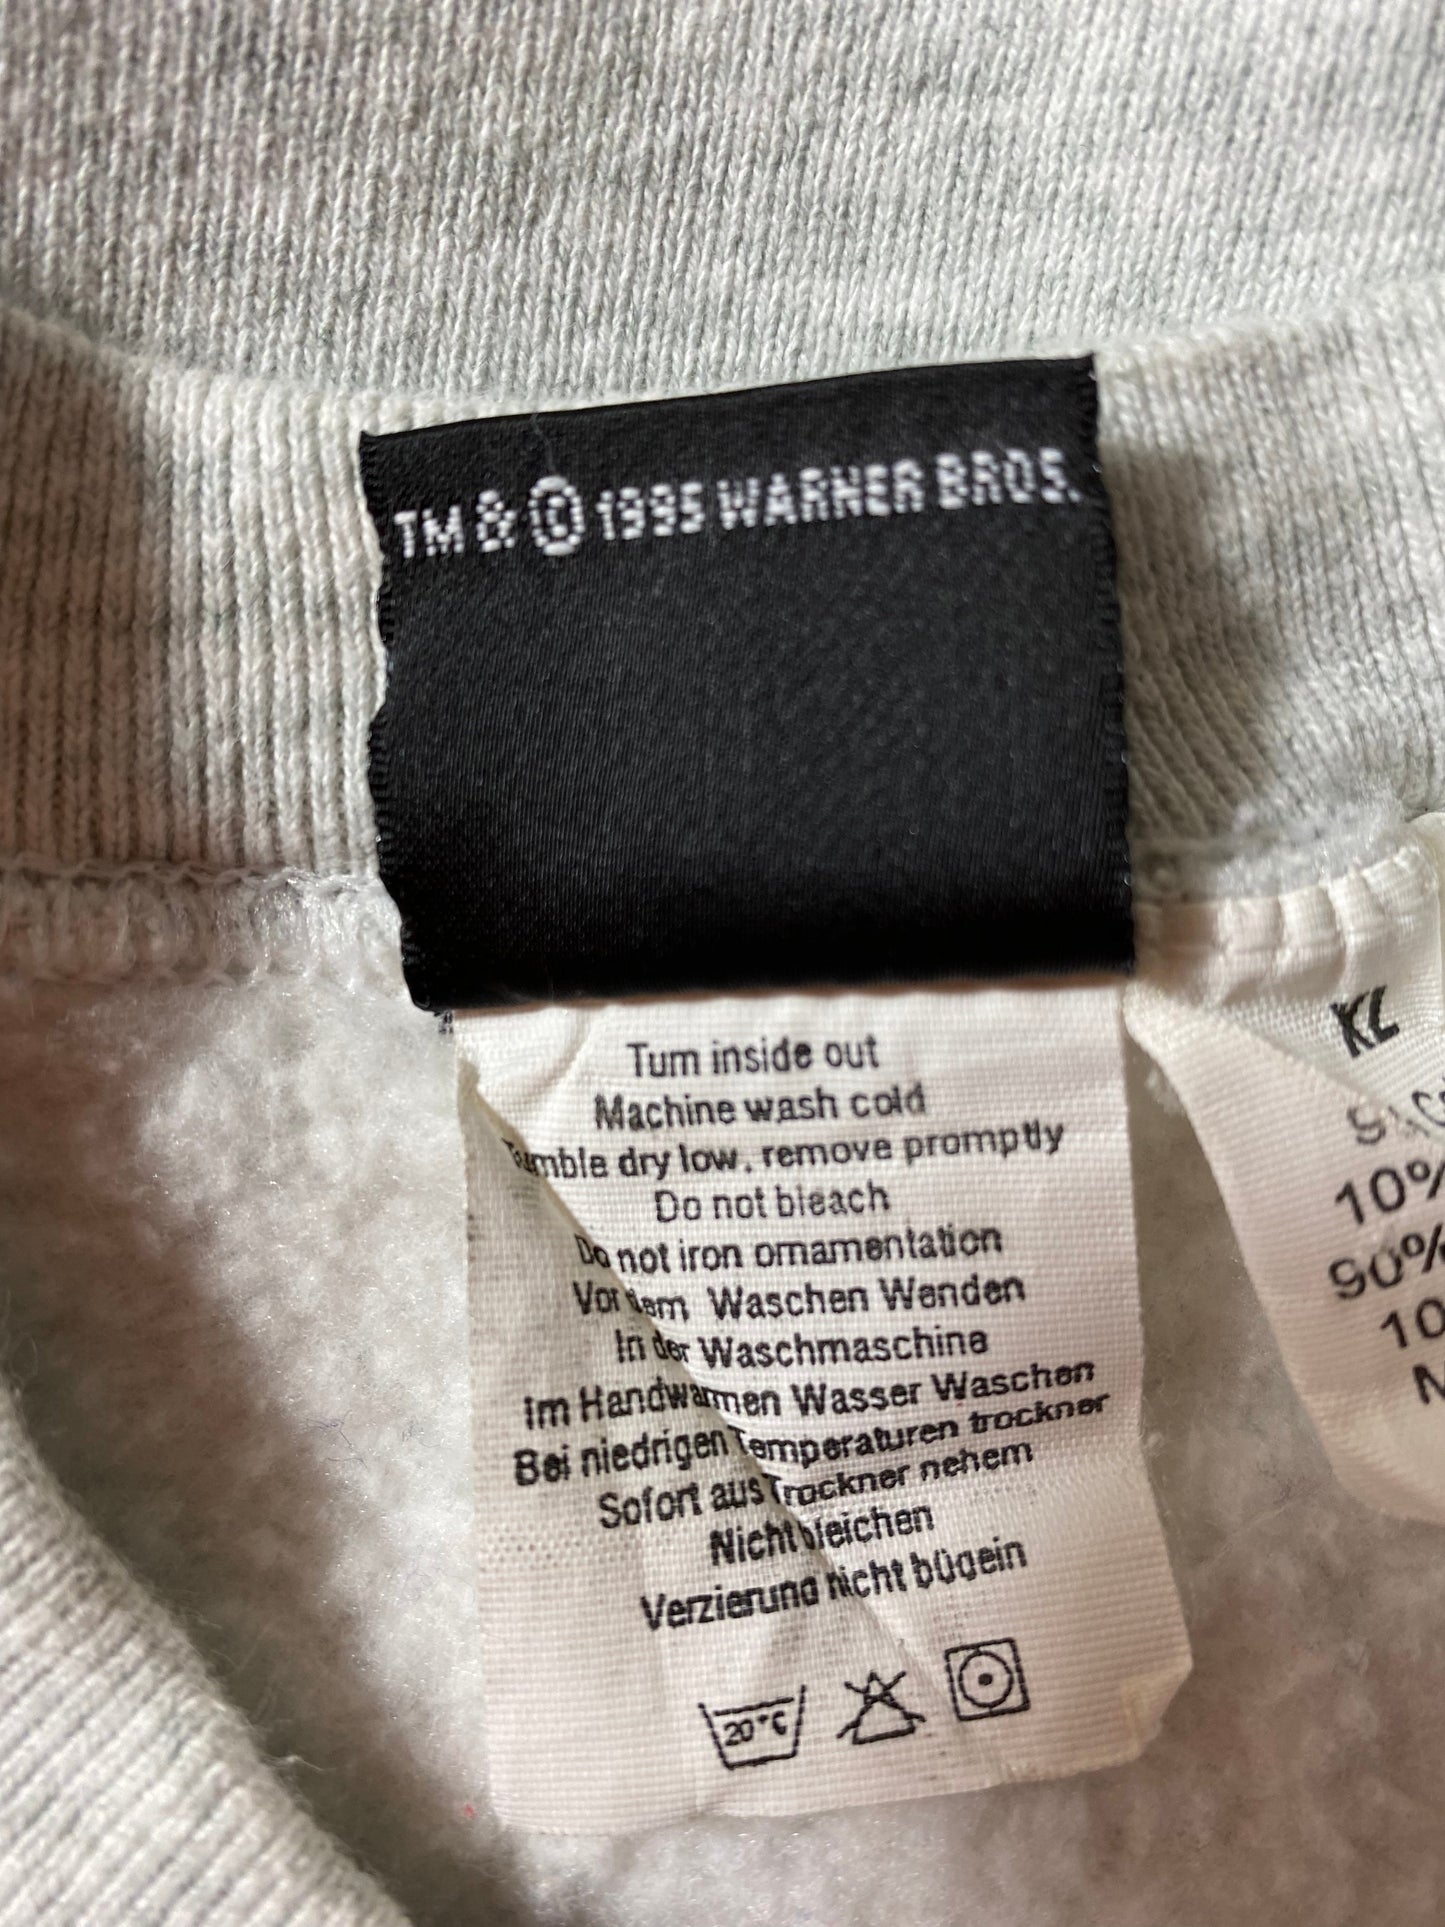 TM & © 1995 WARNER BROS.
Turn inside out
Machine wash cold
Tumble dry low, remove promptly
Do not bleach
Do not iron ornamentation
Vor dem Waschen Wenden
In der Waschmaschine
im Handwarmen Wasser Waschen
Bei niedrigen Temperaturen trockner
Sofort aus Trockner nehem
Nicht bleichen
Verzierung nicht bügein
20°C
10%
90%
10